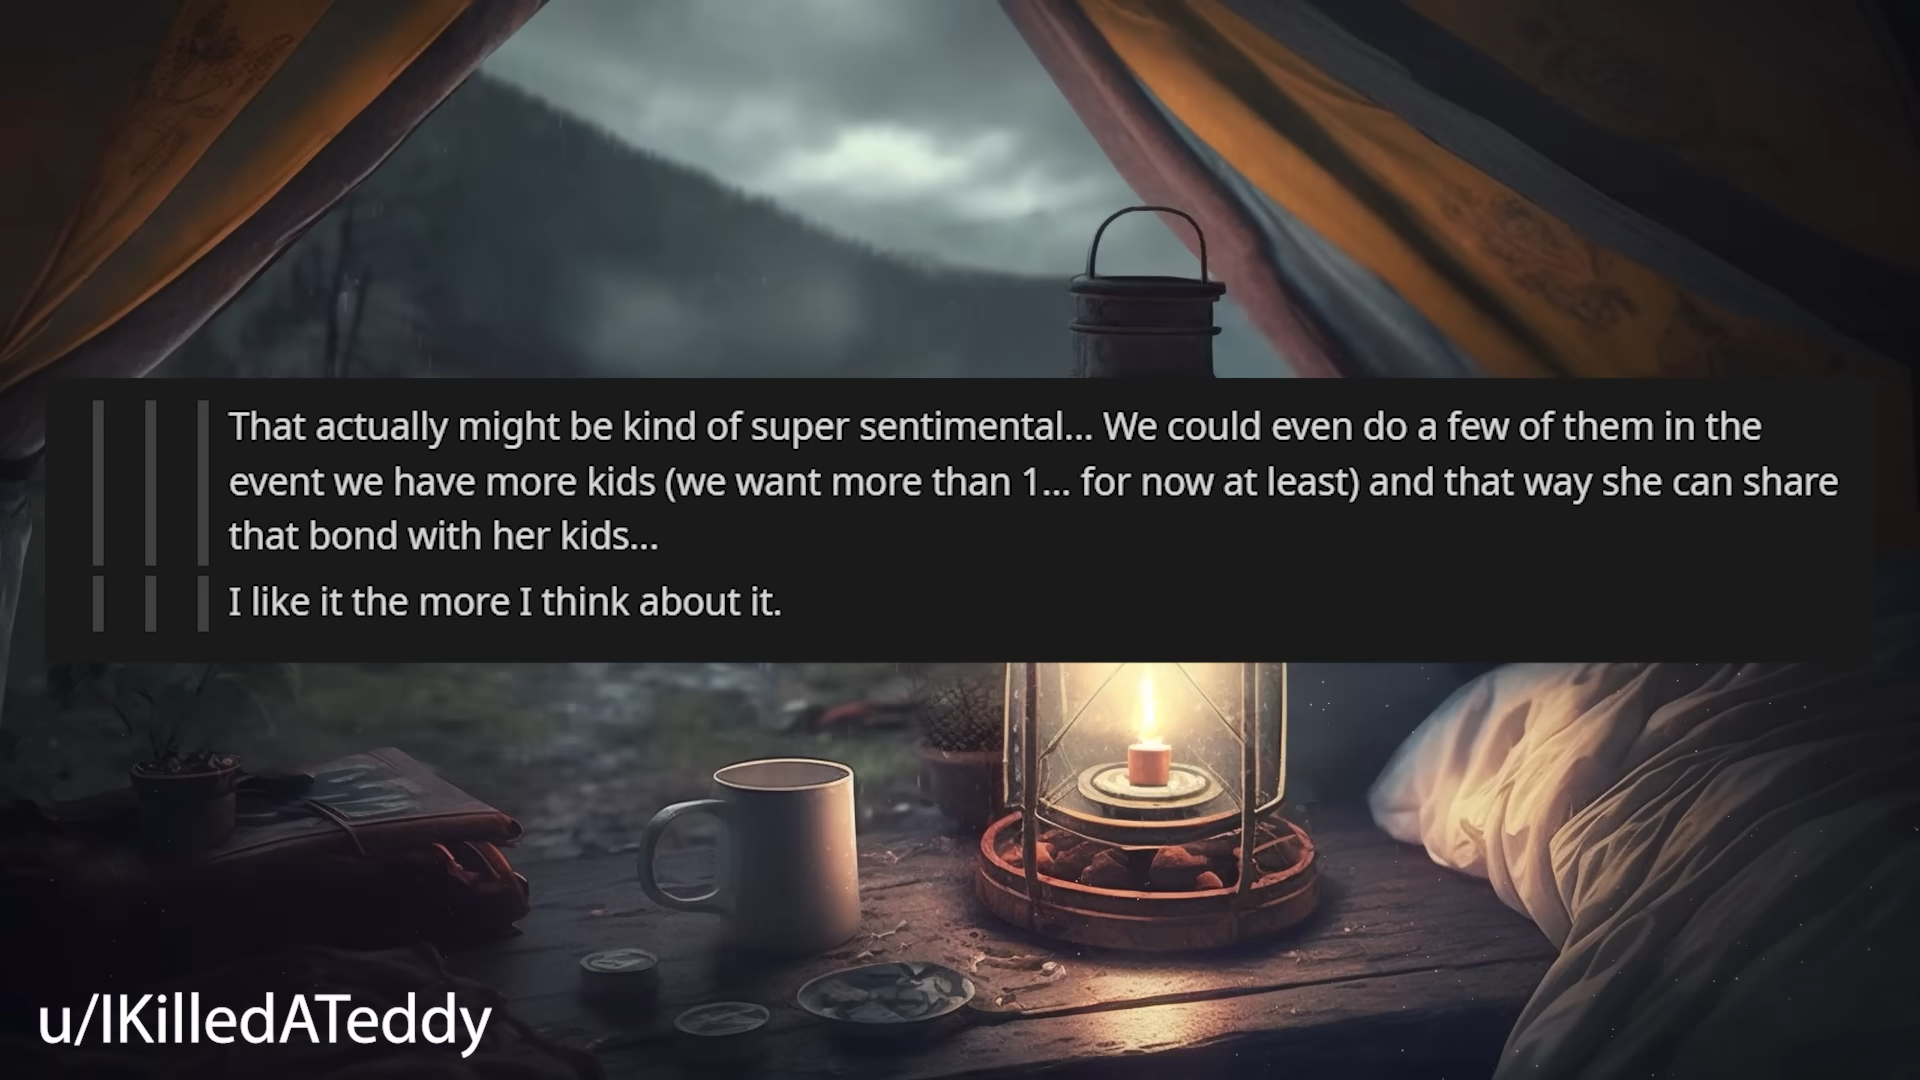 That actually might be kind of super sentimental... We could even do a few of them in the
event we have more kids (we want more than 1... for now at least) and that way she can share
that bond with her kids...
I like it the more I think about it.
u/IKilledATeddy